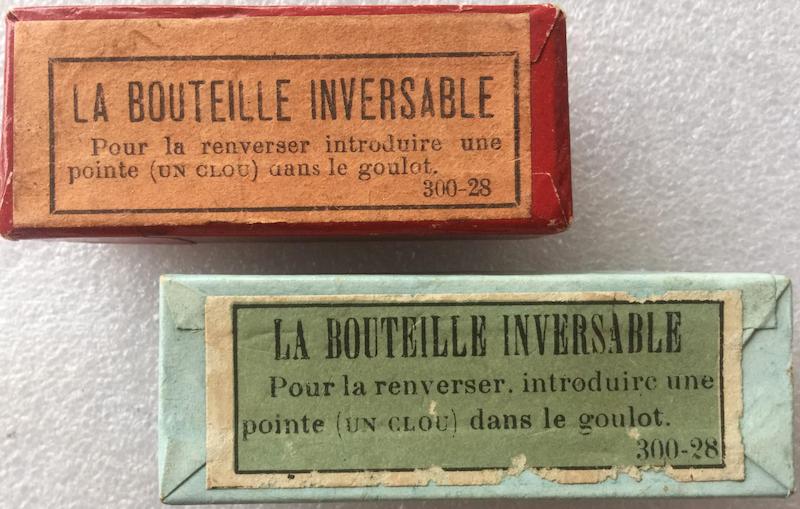 LA BOUTEILLE INVERSABLE
Pour la renverser introduire une
pointe (UN CLOU) dans le goulot.
300-28
LA BOUTEILLE INVERSABLE
Pour la renverser. introduire une
pointe (UN CLOU) dans le goulot.
300-28